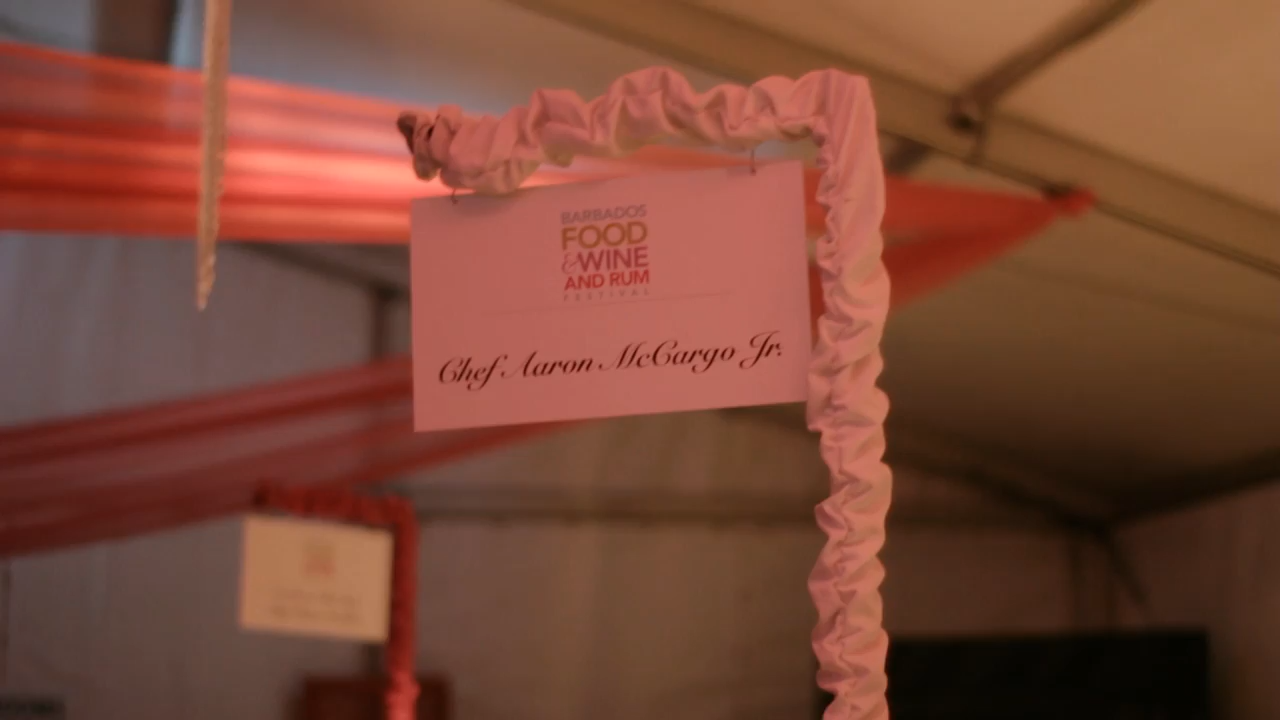 BARBADOS
FOOD
& WINE
AND RUM
FESTIVAL
Chef Aaron McCargo Jr.